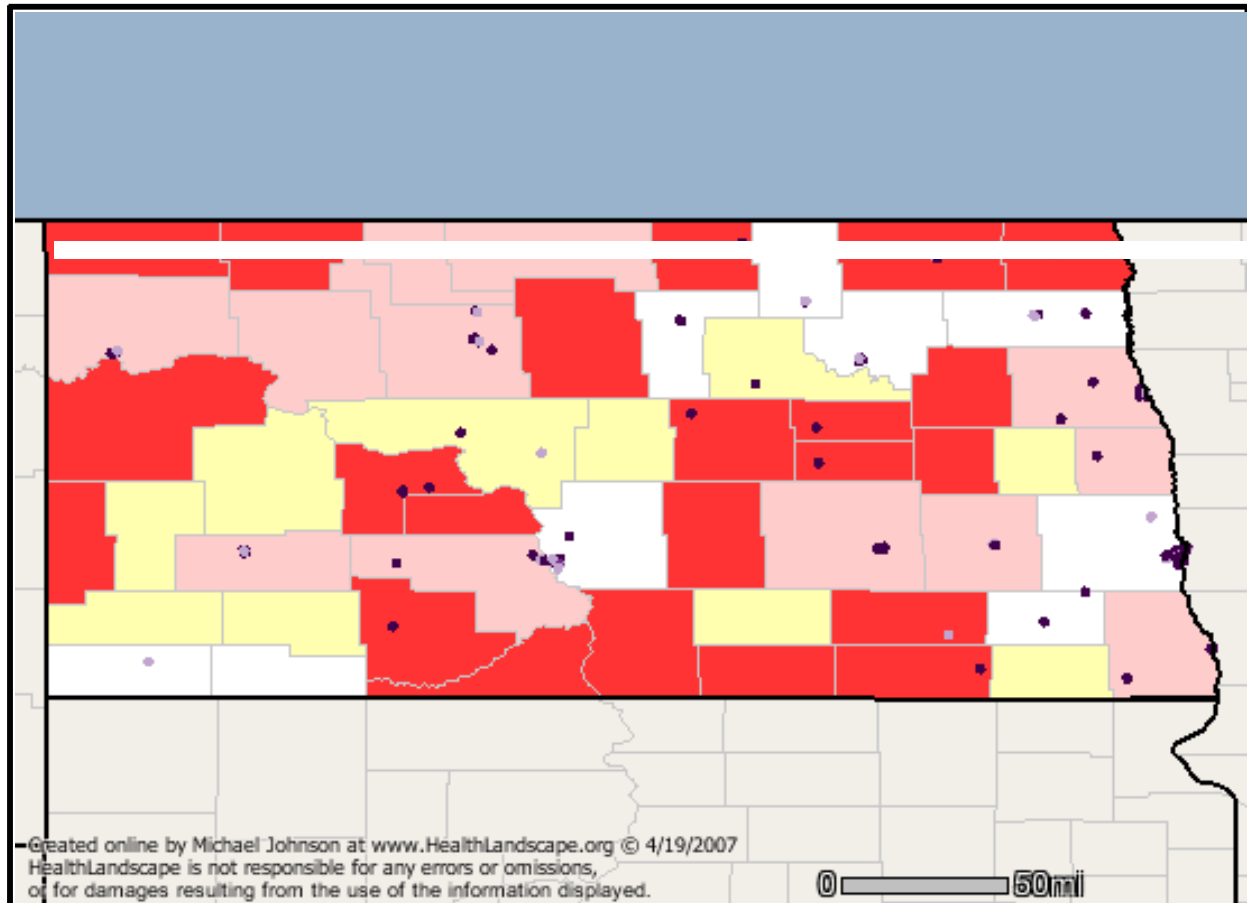 Created online by Michael Johnson at www.HealthLandscape.org © 4/19/2007
HealthLandscape is not responsible for any errors or omissions,
or for damages resulting from the use of the information displayed.
0 50mi